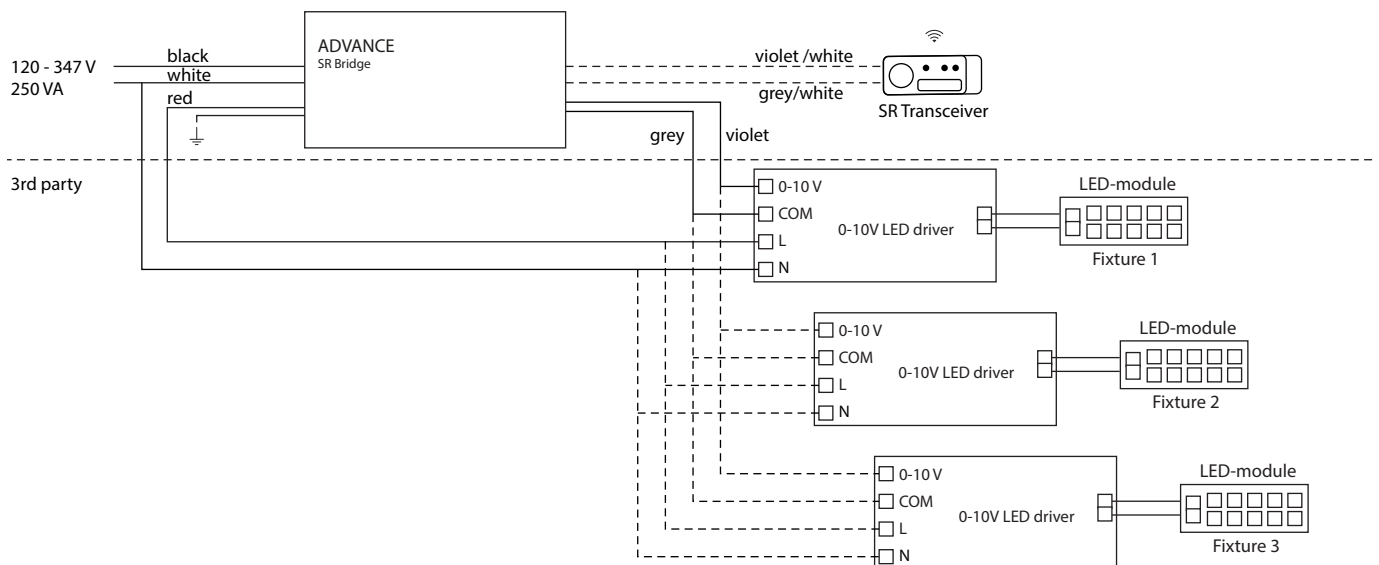 120 - 347 V
250 VA
black
white
red
ADVANCE
SR Bridge
violet /white
grey/white
SR Transceiver
grey
violet
3rd party
0-10 V
COM
L
N
0-10V LED driver
LED-module
Fixture 1
0-10 V
COM
L
N
0-10V LED driver
LED-module
Fixture 2
0-10 V
COM
L
N
0-10V LED driver
LED-module
Fixture 3